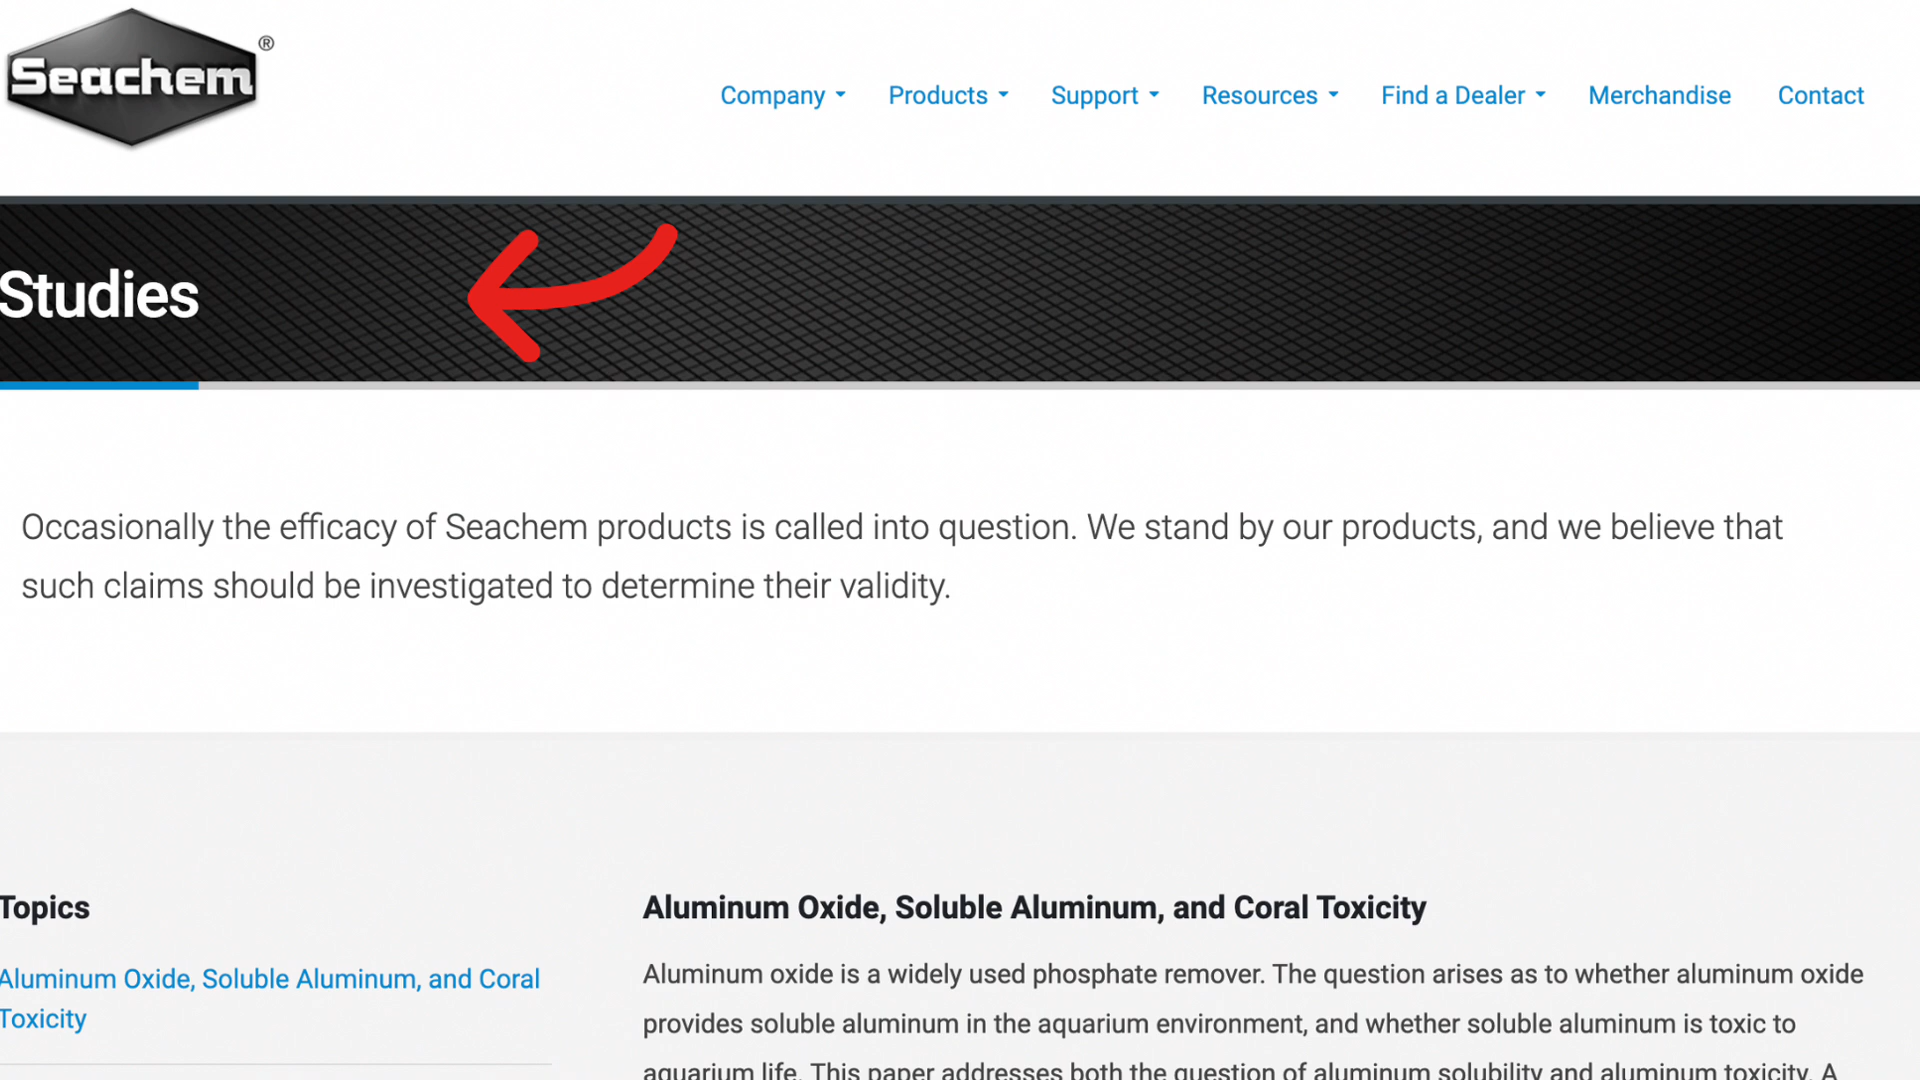 Seachem®
Company
Products
Support
Resources
Find a Dealer
Merchandise
Contact
Studies
Occasionally the efficacy of Seachem products is called into question. We stand by our products, and we believe that
such claims should be investigated to determine their validity.
Topics
Aluminum Oxide, Soluble Aluminum, and Coral
Toxicity
Aluminum Oxide, Soluble Aluminum, and Coral Toxicity
Aluminum oxide is a widely used phosphate remover. The question arises as to whether aluminum oxide
provides soluble aluminum in the aquarium environment, and whether soluble aluminum is toxic to
aquarium life. This paper addresses both the question of aluminum solubility and aluminum toxicity. A